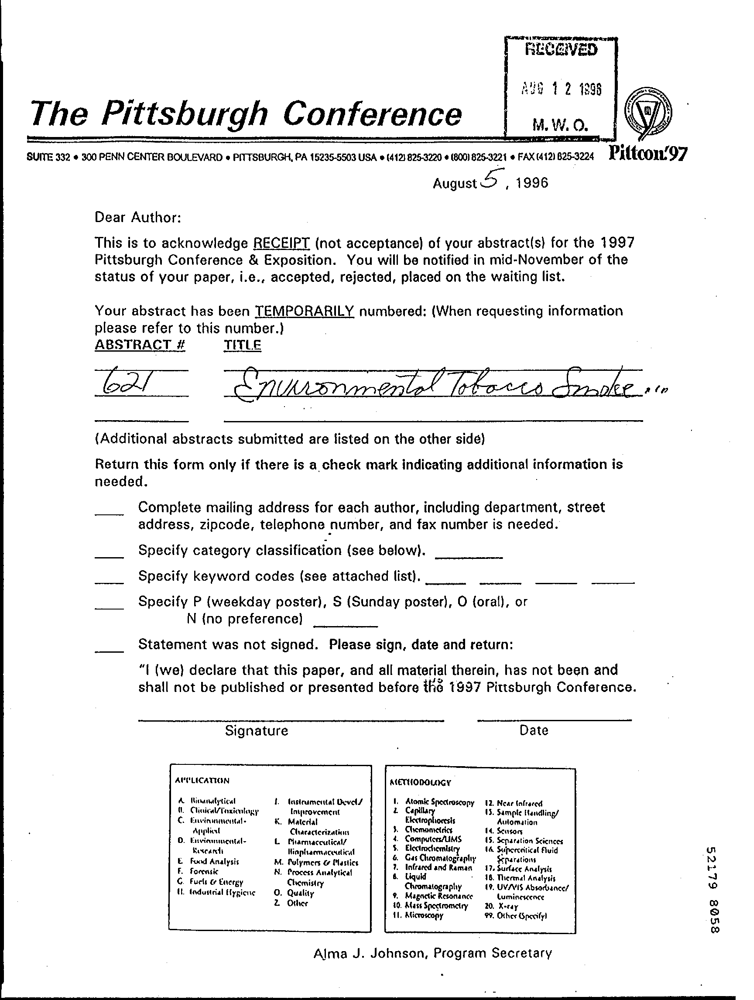 RECEIVED
AUG 12 1996
M. W. O.
The Pittsburgh Conference
SUITE 332 • 300 PENN CENTER BOULEVARD • PITTSBURGH, PA 15235-5503 USA • (412) 825-3220 • (800) 825-3221 • FAX (412) 825-3224
Pittcon'97
August 5, 1996
Dear Author:
This is to acknowledge RECEIPT (not acceptance) of your abstract(s) for the 1997
Pittsburgh Conference & Exposition. You will be notified in mid-November of the
status of your paper, i.e., accepted, rejected, placed on the waiting list.
Your abstract has been TEMPORARILY numbered: (When requesting information
please refer to this number.)
ABSTRACT # TITLE
621 Environmental Tobacco Smoke ...
(Additional abstracts submitted are listed on the other side)
Return this form only if there is a check mark indicating additional information is
needed.
Complete mailing address for each author, including department, street
address, zipcode, telephone number, and fax number is needed.
Specify category classification (see below).
Specify keyword codes (see attached list).
Specify P (weekday poster), S (Sunday poster), O (oral), or
N (no preference)
Statement was not signed. Please sign, date and return:
"I (we) declare that this paper, and all material therein, has not been and
shall not be published or presented before the 1997 Pittsburgh Conference.
Signature Date
APPLICATION
A. Bioanalytical
B. Clinical/Toxicology
C. Environmental-
Applied
D. Environmental-
Research
E. Food Analysis
F. Forensic
G. Fuels & Energy
H. Industrial Hygiene
J. Instrumental Devel/
Improvement
K. Material
Characterization
L. Pharmaceutical/
Biopharmaceutical
M. Polymers & Plastics
N. Process Analytical
Chemistry
O. Quality
Z. Other
METHODOLOGY
1. Atomic Spectroscopy
2. Capillary
Electrophoresis
3. Chemometrics
4. Computers/LIMS
5. Electrochemistry
6. Gas Chromatography
7. Infrared and Raman
8. Liquid
Chromatography
9. Magnetic Resonance
10. Mass Spectrometry
11. Microscopy
12. Near Infrared
13. Sample Handling/
Automation
14. Sensors
15. Separation Sciences
16. Supercritical Fluid
Separations
17. Surface Analysis
18. Thermal Analysis
19. UV/VIS Absorbance/
Luminescence
20. X-ray
99. Other (Specify)
Alma J. Johnson, Program Secretary
52179 8058